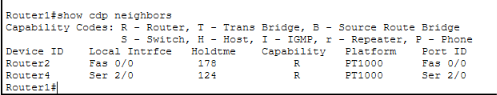 Router1#show cdp neighbors
Capability Codes: R - Router, T - Trans Bridge, B - Source Route Bridge
S - Switch, H - Host, I - IGMP, r - Repeater, P - Phone
Device ID    Local Intrfce   Holdtme    Capability   Platform    Port ID
Router2      Fas 0/0          178            R       PT1000      Fas 0/0
Router4      Ser 2/0          124            R       PT1000      Ser 2/0
Router1#